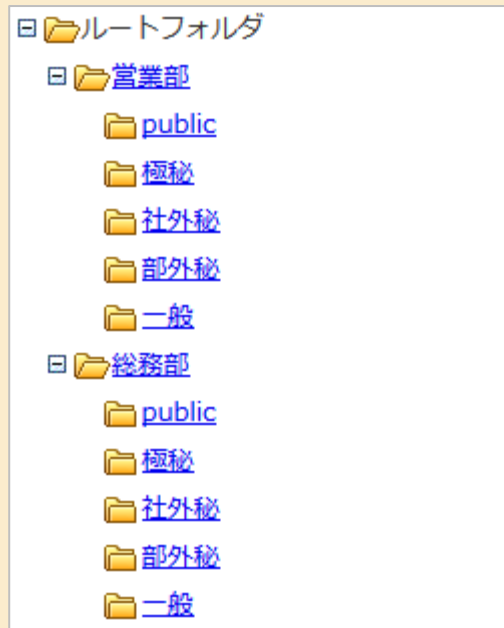 ルートフォルダ
営業部
public
極秘
社外秘
部外秘
一般
総務部
public
極秘
社外秘
部外秘
一般